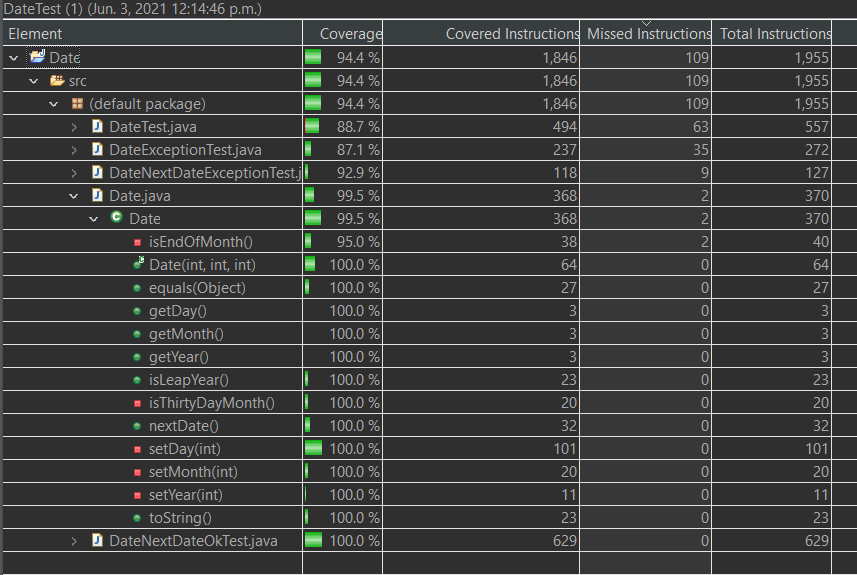 DateTest (1) (Jun. 3, 2021 12:14:46 p.m.)
Element Coverage Covered Instructions Missed Instructions Total Instructions
Date 94.4 % 1,846 109 1,955
src 94.4 % 1,846 109 1,955
(default package) 94.4 % 1,846 109 1,955
DateTest.java 88.7 % 494 63 557
DateExceptionTest.java 87.1 % 237 35 272
DateNextDateExceptionTest.j 92.9 % 118 9 127
Date.java 99.5 % 368 2 370
Date 99.5 % 368 2 370
isEndOfMonth() 95.0 % 38 2 40
Date(int, int, int) 100.0 % 64 0 64
equals(Object) 100.0 % 27 0 27
getDay() 100.0 % 3 0 3
getMonth() 100.0 % 3 0 3
getYear() 100.0 % 3 0 3
isLeapYear() 100.0 % 23 0 23
isThirtyDayMonth() 100.0 % 20 0 20
nextDate() 100.0 % 32 0 32
setDay(int) 100.0 % 101 0 101
setMonth(int) 100.0 % 20 0 20
setYear(int) 100.0 % 11 0 11
toString() 100.0 % 23 0 23
DateNextDateOkTest.java 100.0 % 629 0 629